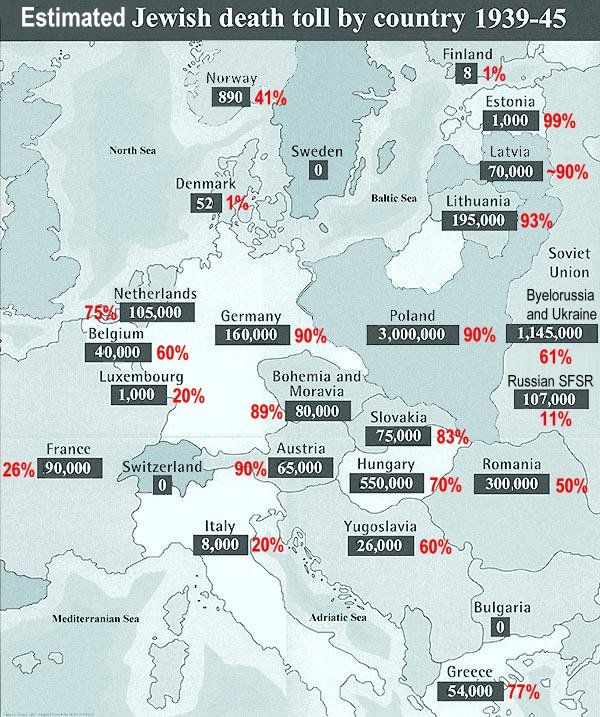 Estimated Jewish death toll by country 1939-45
Finland
8 1%
Norway
890 41%
Estonia
1,000 99%
North Sea
Sweden
0
Latvia
70,000 ~90%
Denmark
52 1%
Baltic Sea
Lithuania
195,000 93%
Soviet
Union
Netherlands
75% 105,000
Byelorussia
and Ukraine
1,145,000
61%
Germany
160,000 90%
Poland
3,000,000 90%
Belgium
40,000 60%
Luxembourg
1,000 20%
Bohemia and
Moravia
89% 80,000
Russian SFSR
107,000
11%
Slovakia
75,000 83%
France
26% 90,000
Switzerland
0
Austria
90% 65,000
Hungary
550,000 70%
Romania
300,000 50%
Italy
8,000 20%
Yugoslavia
26,000 60%
Mediterranean Sea
Adriatic Sea
Bulgaria
0
Greece
54,000 77%